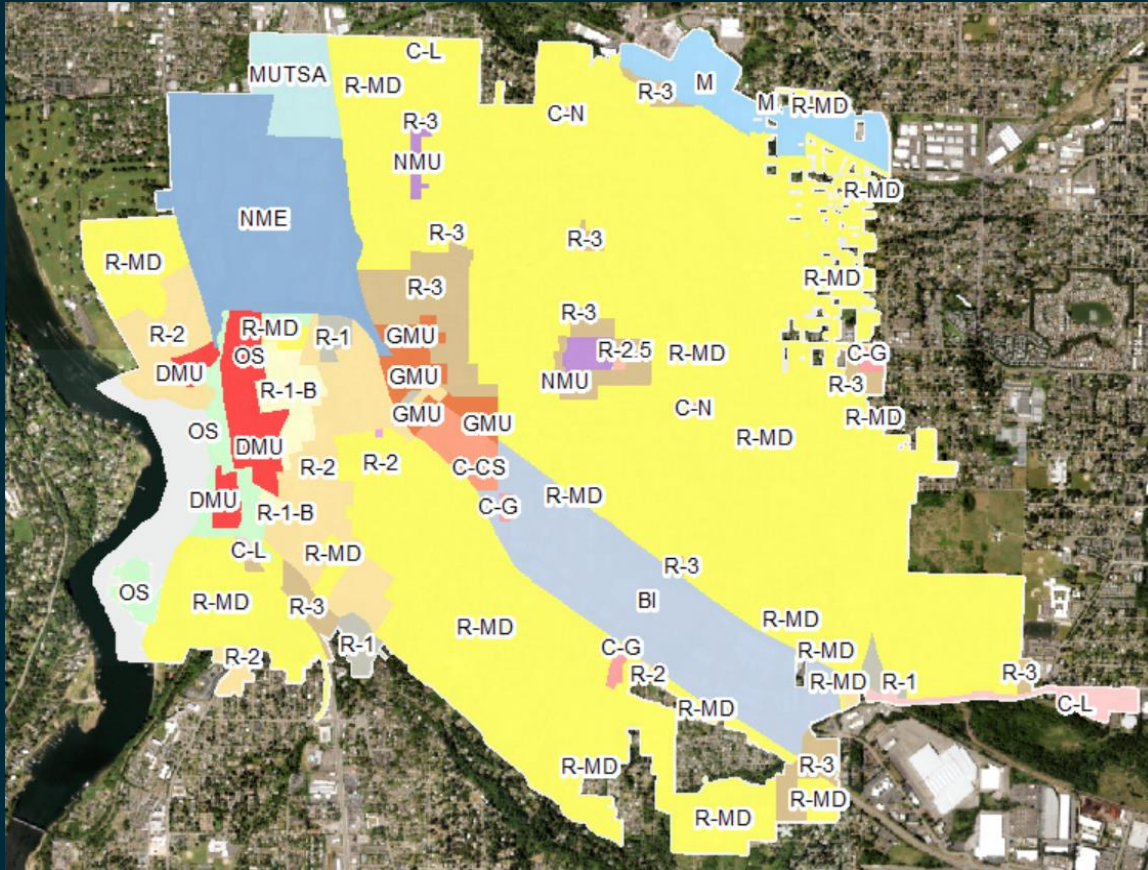 C-L
MUTSA
R-MD
M
R-3
M
R-MD
C-N
R-3
NMU
R-MD
NME
R-3
R-3
R-MD
R-MD
R-3
R-3
R-2
R-MD
R-1
GMU
OS
R-2.5
R-MD
C-G
DMU
GMU
NMU
R-3
R-1-B
C-N
GMU
R-MD
OS
GMU
R-MD
DMU
R-2
R-2
C-CS
R-MD
DMU
R-1-B
C-G
C-L
R-MD
R-3
OS
R-MD
R-3
BI
R-MD
R-MD
R-1
C-G
R-MD
R-2
R-2
R-MD
R-1
R-3
R-MD
C-L
R-MD
R-3
R-MD
R-MD